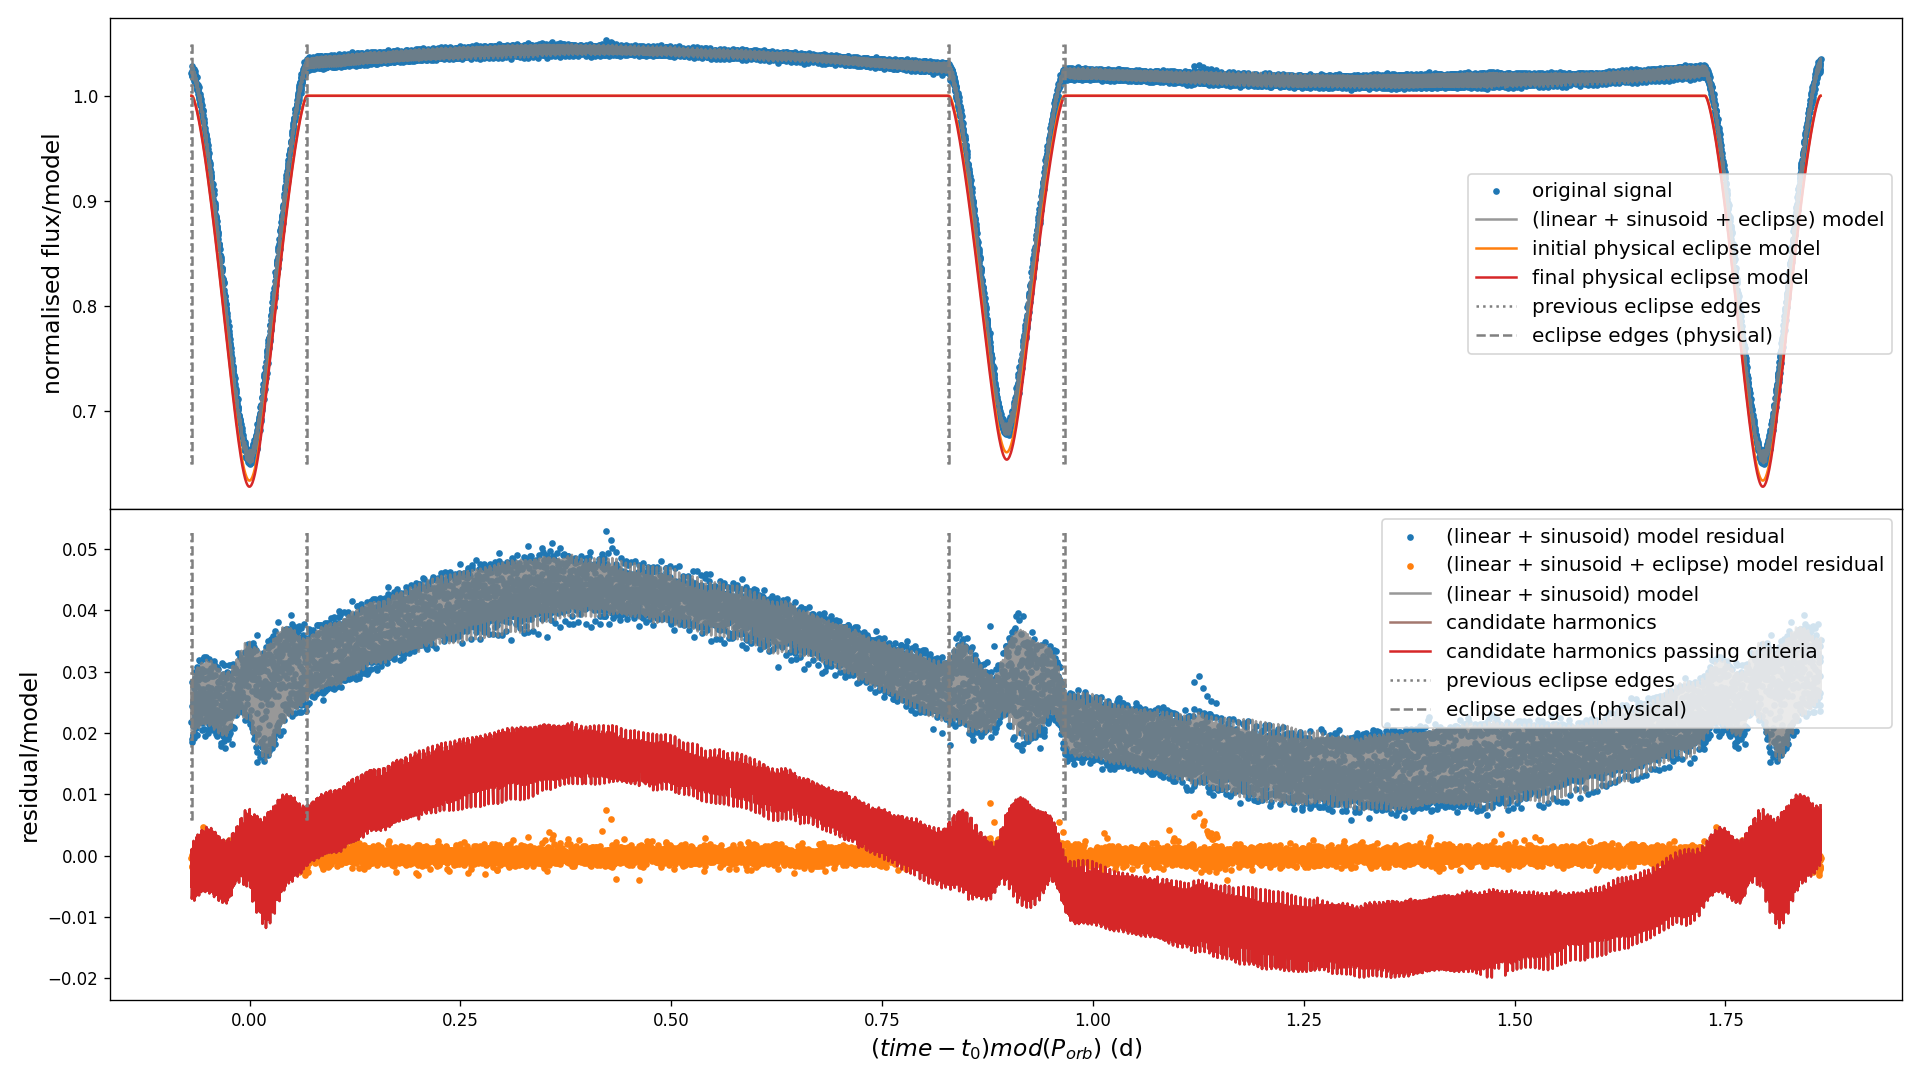 normalised flux/model
1.0
0.9
0.8
0.7
original signal
(linear + sinusoid + eclipse) model
initial physical eclipse model
final physical eclipse model
previous eclipse edges
eclipse edges (physical)
residual/model
0.05
0.04
0.03
0.02
0.01
0.00
−0.01
−0.02
(linear + sinusoid) model residual
(linear + sinusoid + eclipse) model residual
(linear + sinusoid) model
candidate harmonics
candidate harmonics passing criteria
previous eclipse edges
eclipse edges (physical)
0.00 0.25 0.50 0.75 1.00 1.25 1.50 1.75
(time − t₀)mod(P_orb) (d)